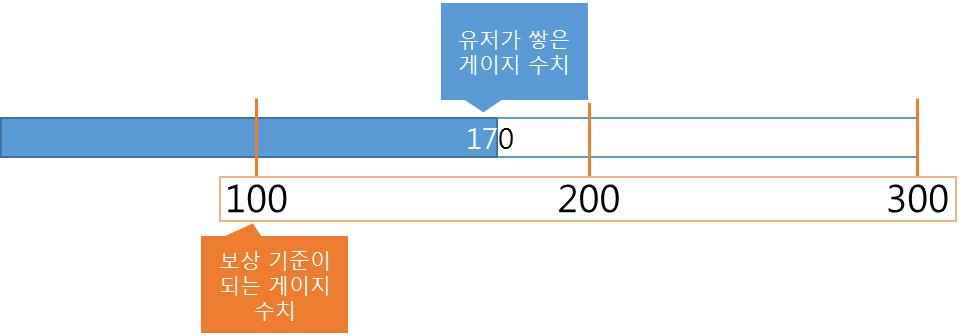 유저가 쌓은
게이지 수치
170
100 200 300
보상 기준이
되는 게이지
수치